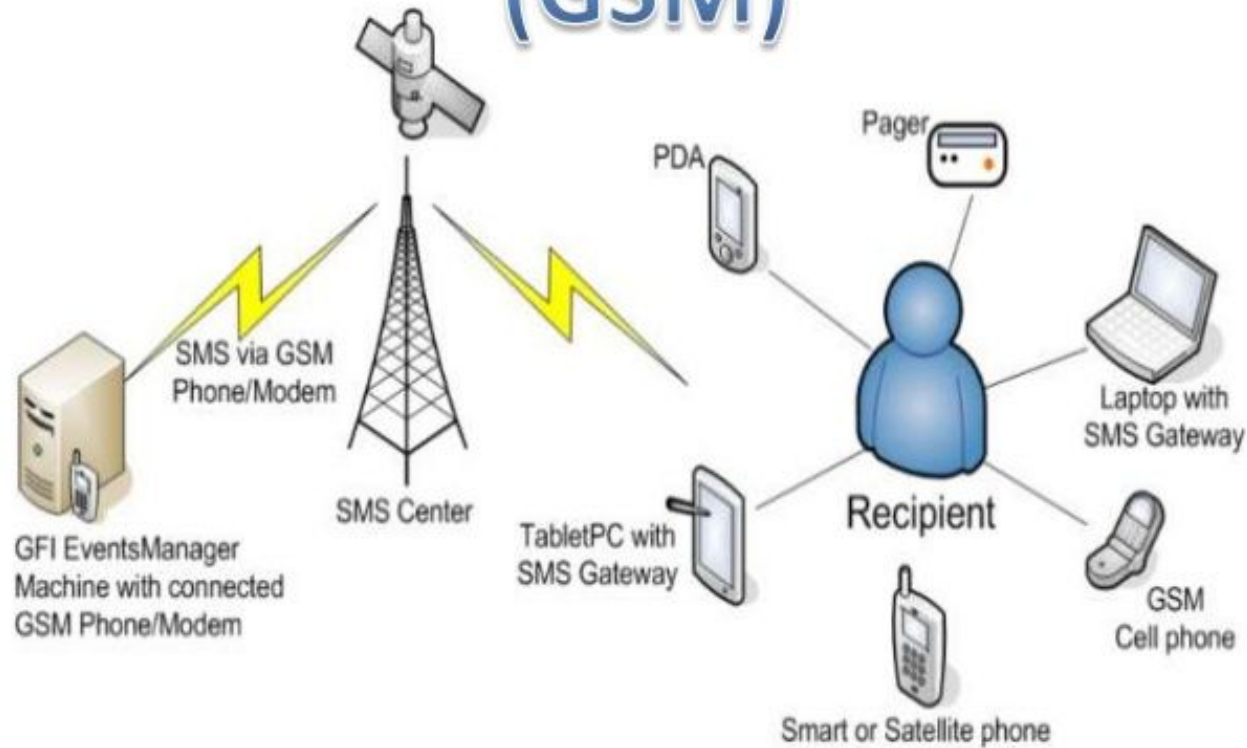 (GSM)
Pager
PDA
SMS via GSM
Phone/Modem
Laptop with
SMS Gateway
SMS Center
Recipient
TabletPC with
SMS Gateway
GFI EventsManager
Machine with connected
GSM Phone/Modem
GSM
Cell phone
Smart or Satellite phone